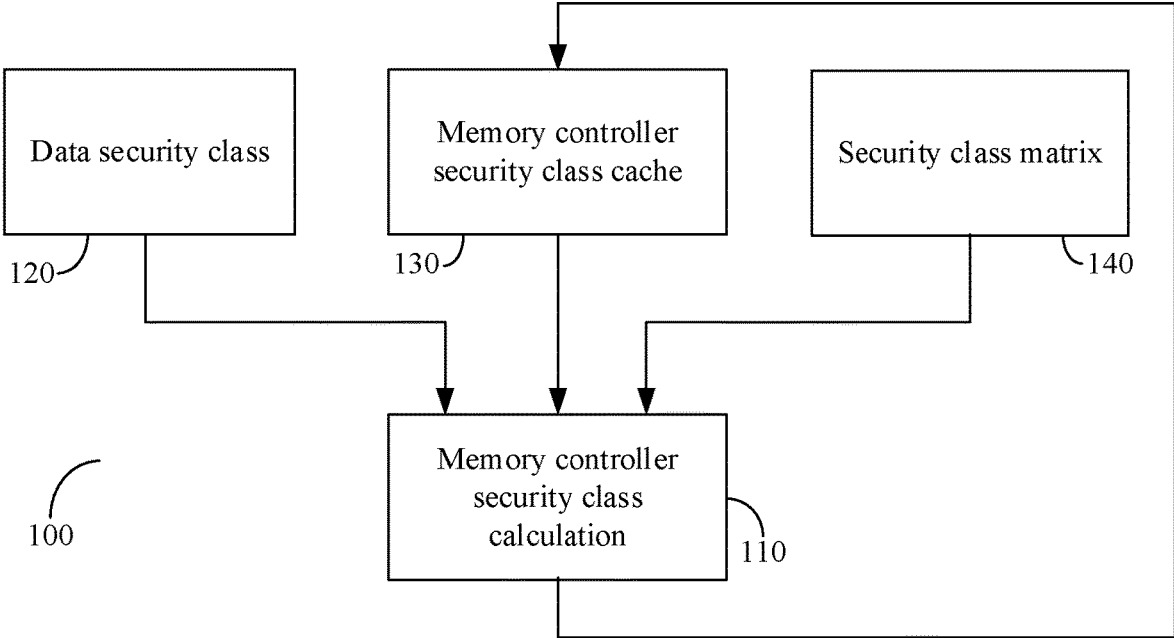 Data security class
Memory controller
security class cache
Security class matrix
120
130
140
Memory controller
security class
calculation
100
110